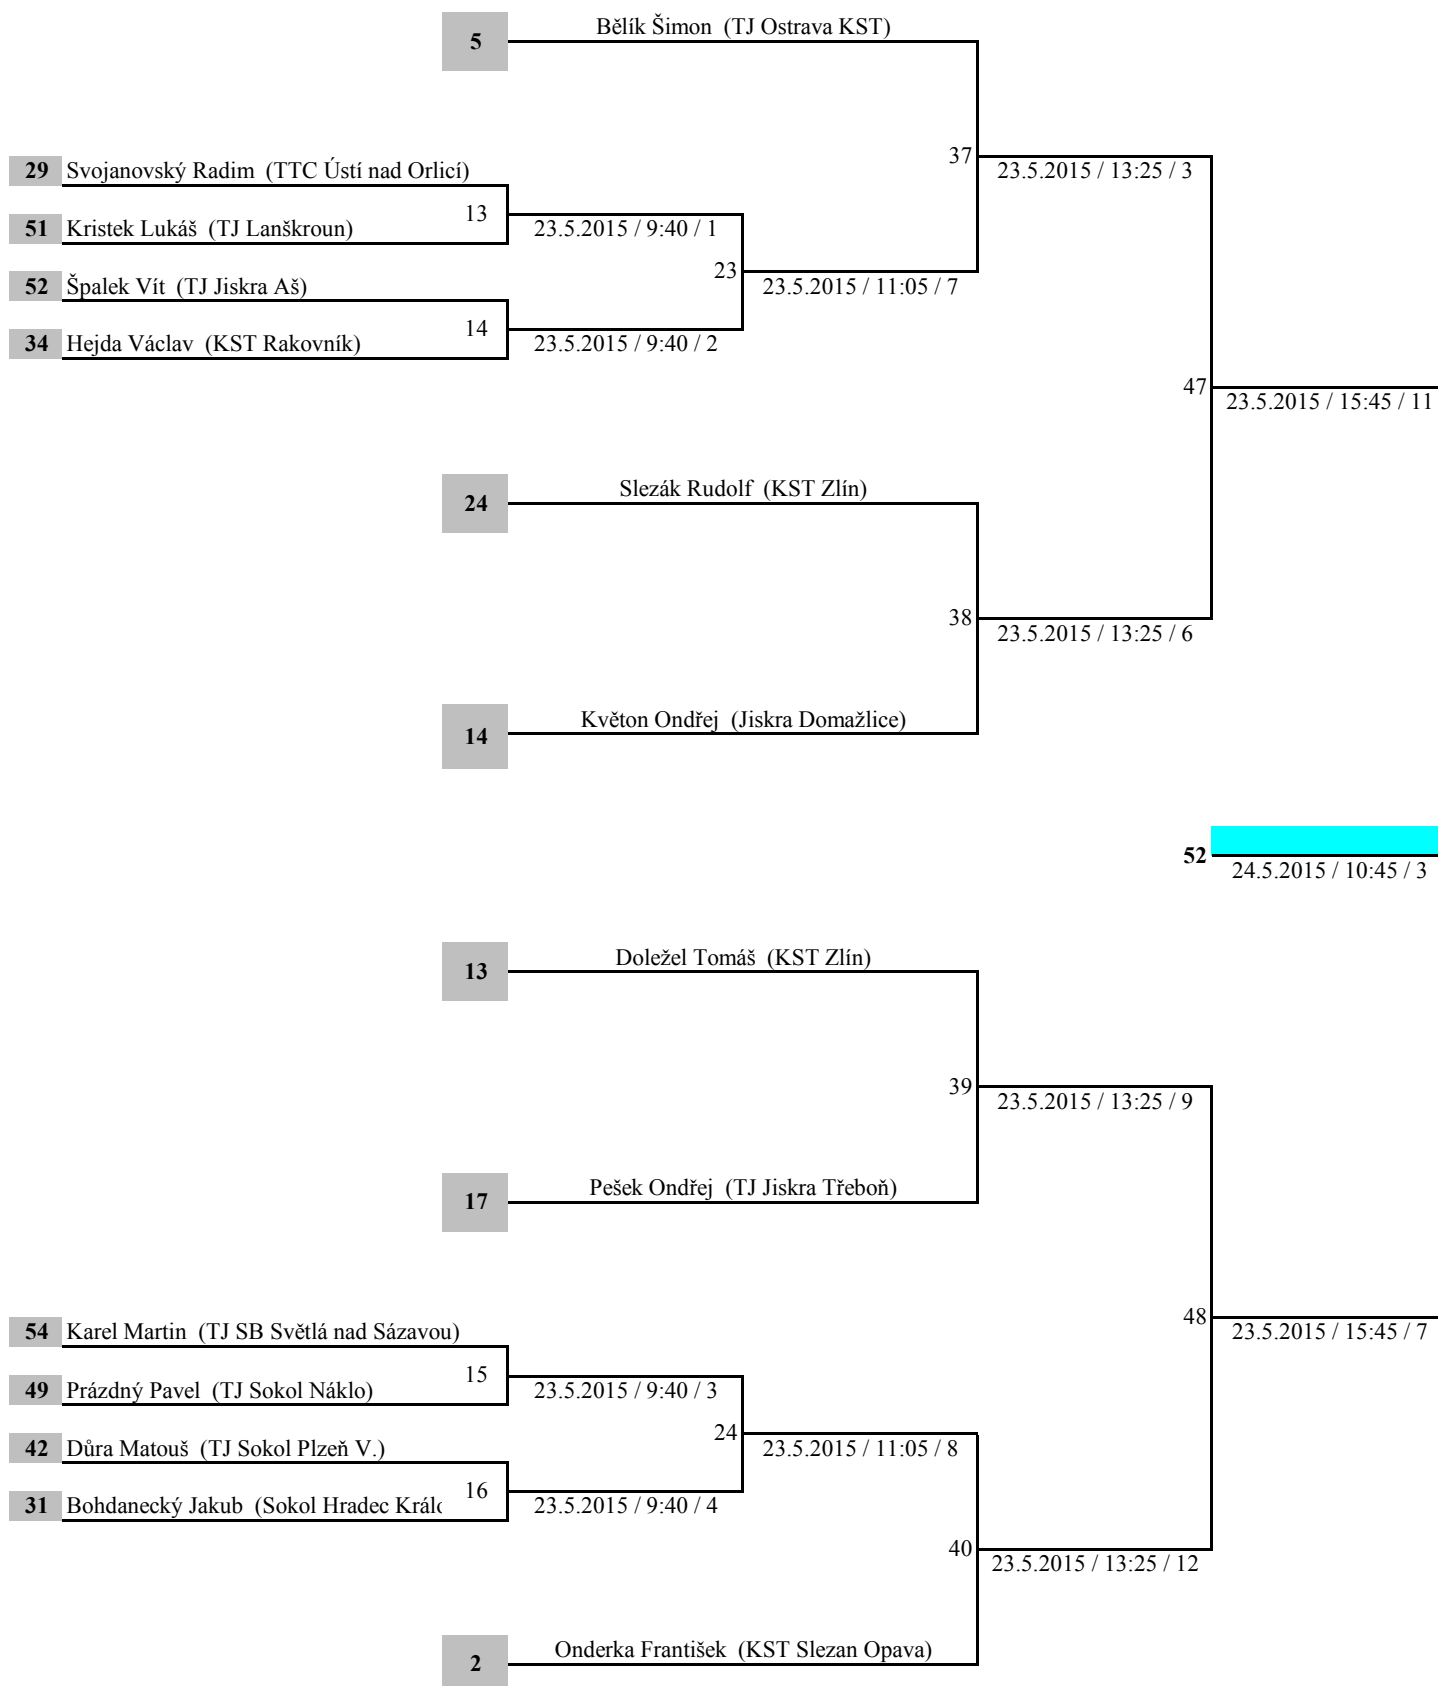 5 Bělík Šimon (TJ Ostrava KST)
37
23.5.2015 / 13:25 / 3
29 Svojanovský Radim (TTC Ústí nad Orlicí)
13
23.5.2015 / 9:40 / 1
51 Kristek Lukáš (TJ Lanškroun)
23
23.5.2015 / 11:05 / 7
52 Špalek Vít (TJ Jiskra Aš)
14
23.5.2015 / 9:40 / 2
34 Hejda Václav (KST Rakovník)
47
23.5.2015 / 15:45 / 11
24 Slezák Rudolf (KST Zlín)
38
23.5.2015 / 13:25 / 6
14 Květon Ondřej (Jiskra Domažlice)
52
24.5.2015 / 10:45 / 3
13 Doležel Tomáš (KST Zlín)
39
23.5.2015 / 13:25 / 9
17 Pešek Ondřej (TJ Jiskra Třeboň)
48
23.5.2015 / 15:45 / 7
54 Karel Martin (TJ SB Světlá nad Sázavou)
15
23.5.2015 / 9:40 / 3
49 Prázdný Pavel (TJ Sokol Náklo)
24
23.5.2015 / 11:05 / 8
42 Důra Matouš (TJ Sokol Plzeň V.)
16
23.5.2015 / 9:40 / 4
31 Bohdanecký Jakub (Sokol Hradec Králo
40
23.5.2015 / 13:25 / 12
2 Onderka František (KST Slezan Opava)